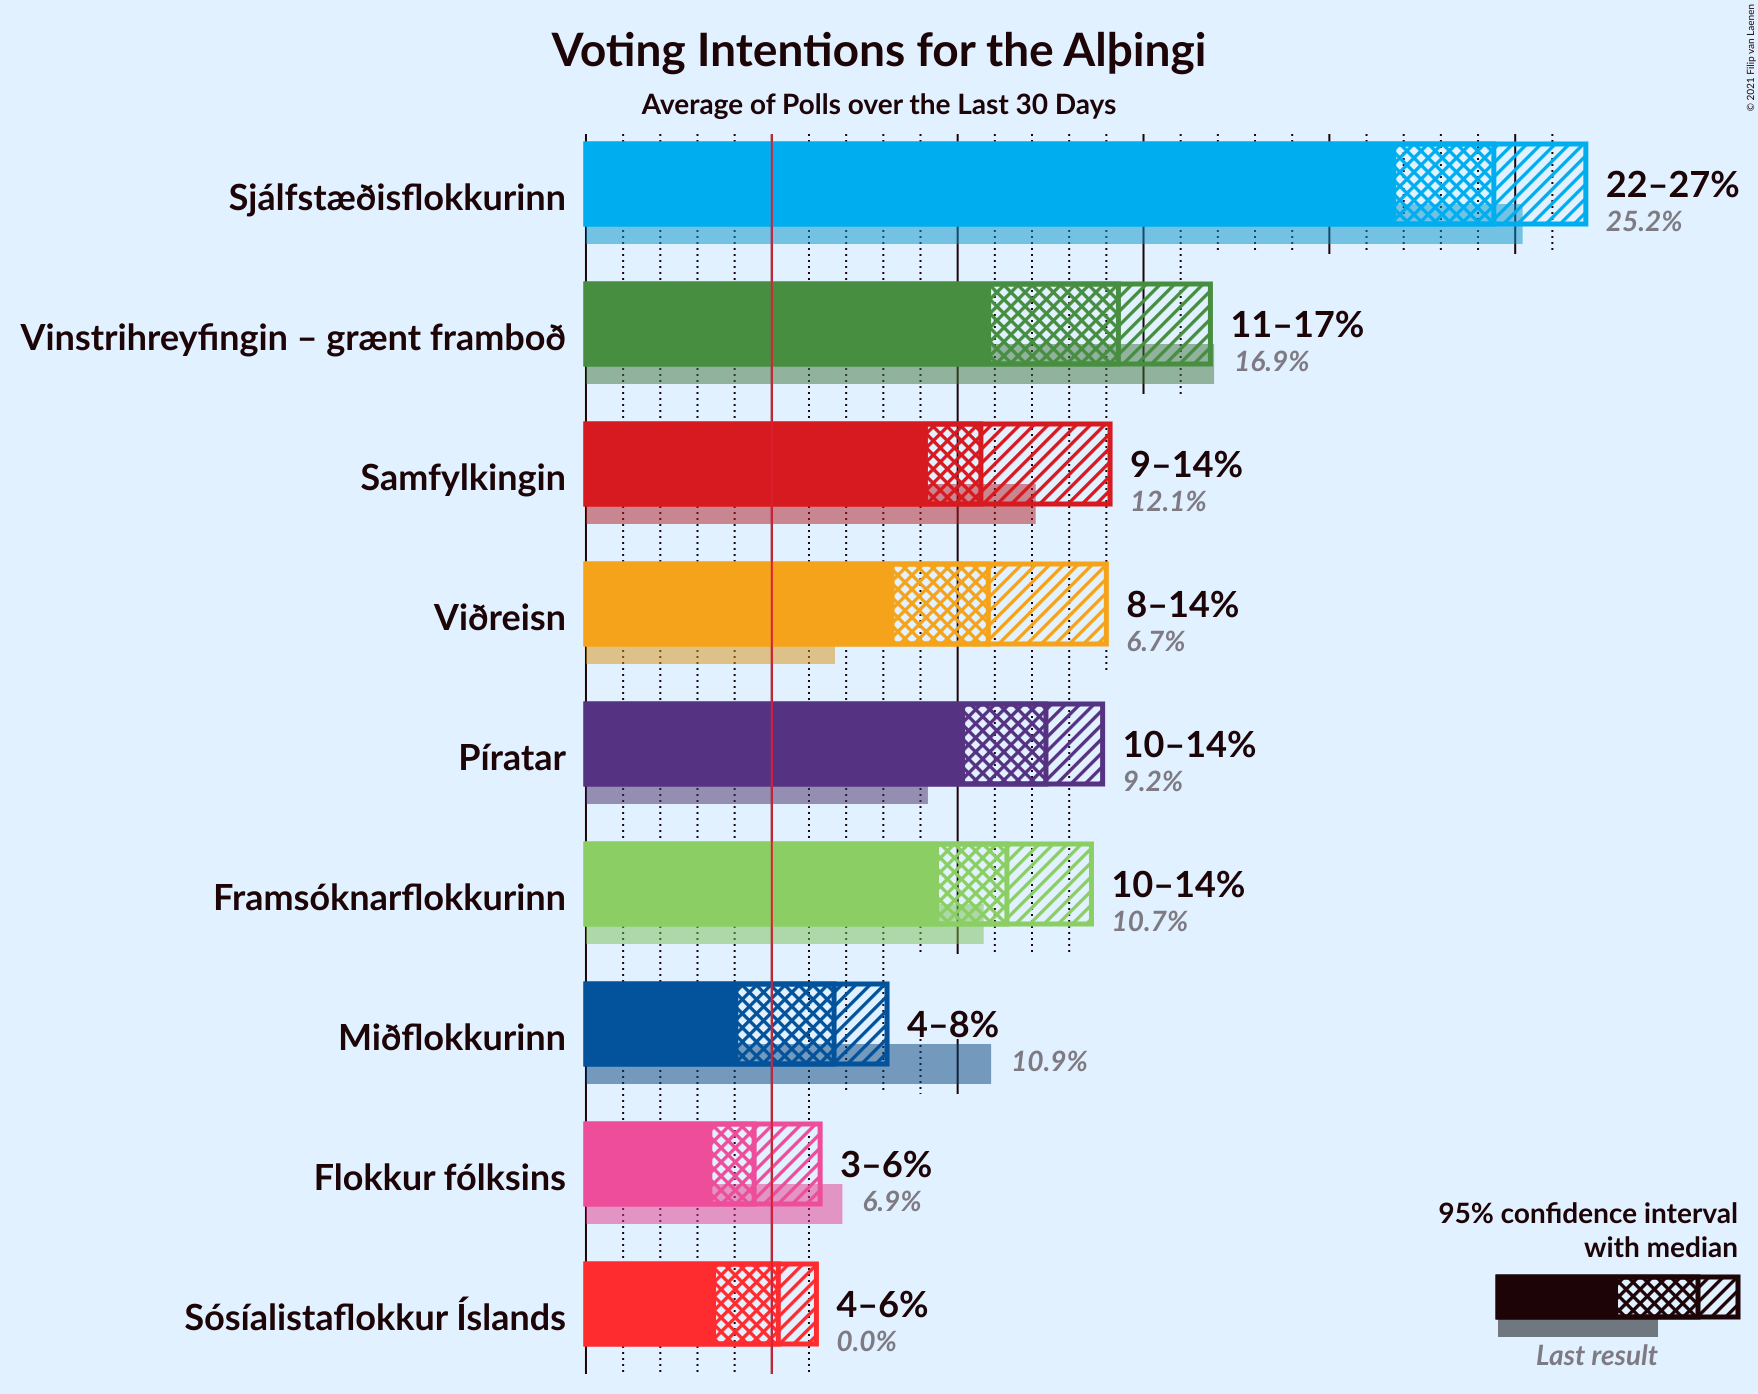 © 2021 Filip van Laenen
Voting Intentions for the Alþingi
Average of Polls over the Last 30 Days
Sjálfstæðisflokkurinn
22–27%
25.2%
Vinstrihreyfingin – grænt framboð
11–17%
16.9%
Samfylkingin
9–14%
12.1%
Viðreisn
8–14%
6.7%
Píratar
10–14%
9.2%
Framsóknarflokkurinn
10–14%
10.7%
Miðflokkurinn
4–8%
10.9%
Flokkur fólksins
3–6%
6.9%
Sósíalistaflokkur Íslands
4–6%
0.0%
95% confidence interval
with median
Last result